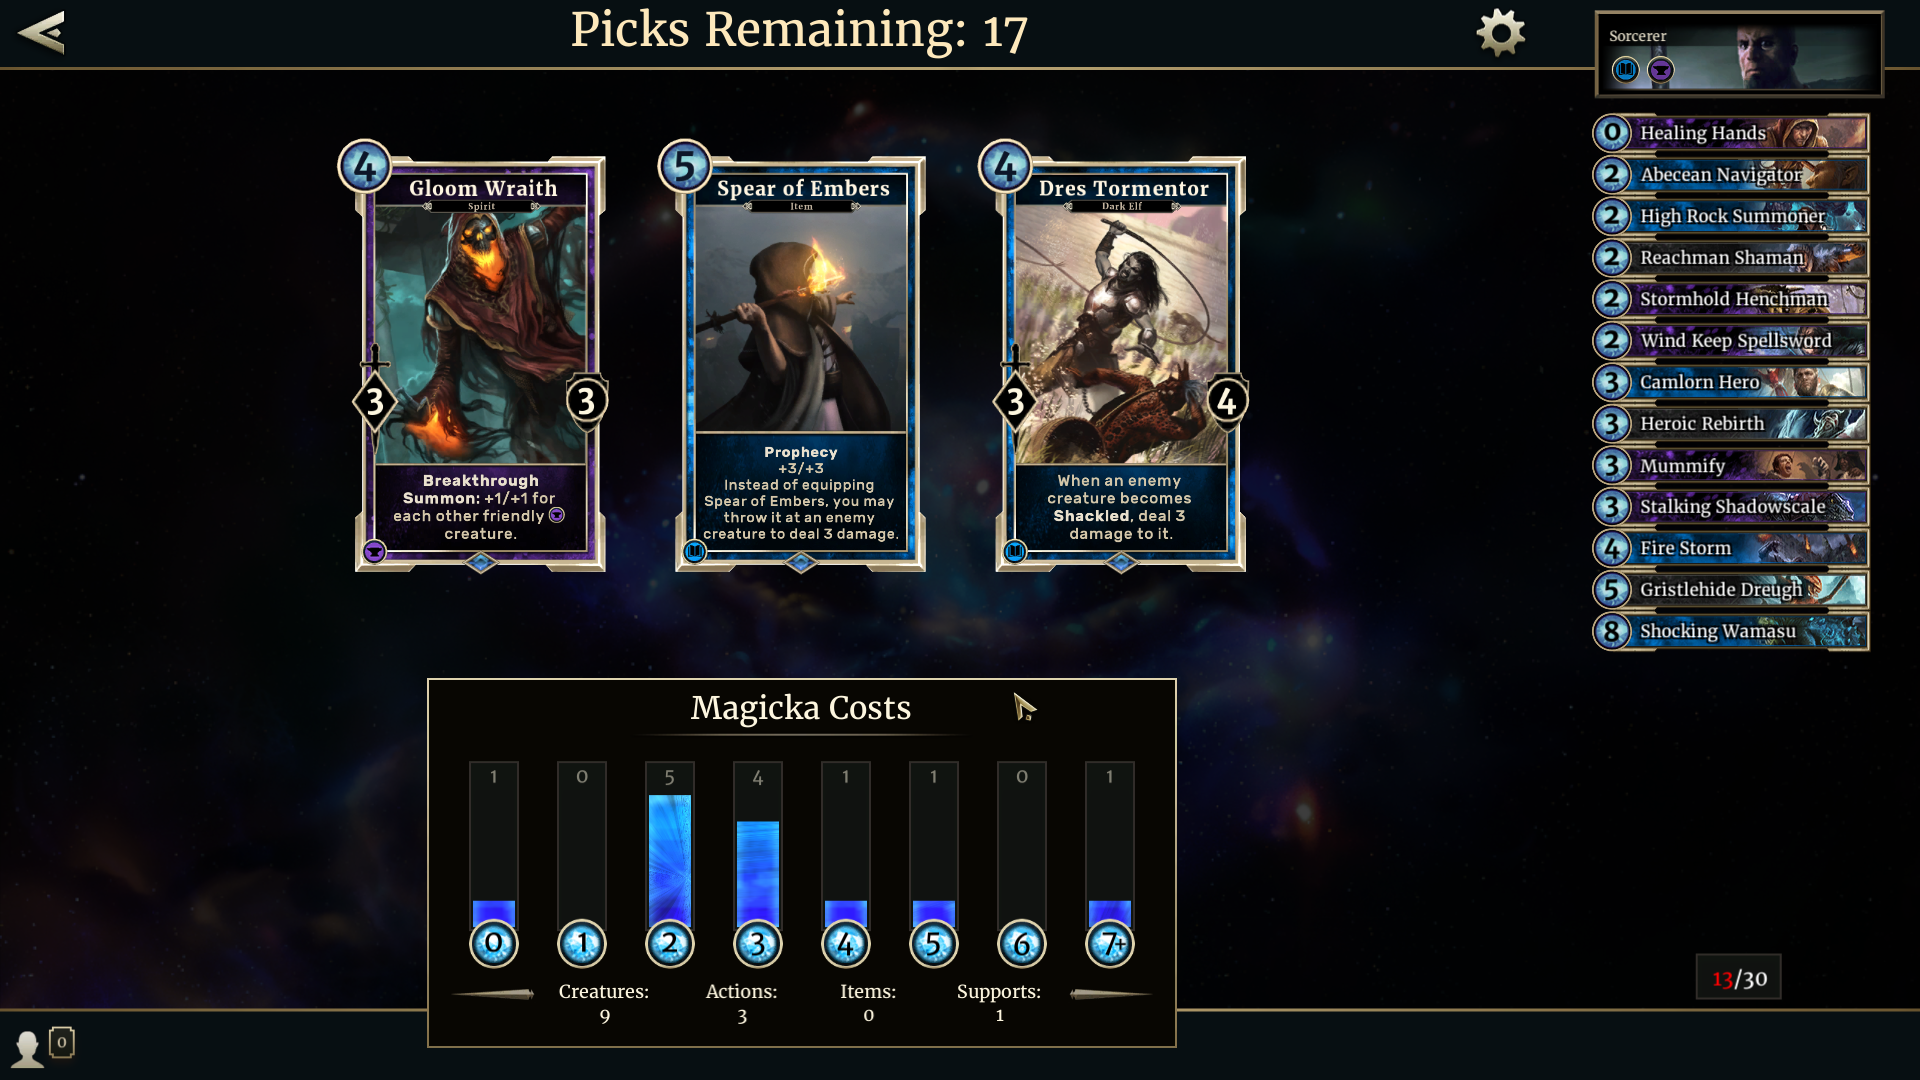 Picks Remaining: 17
Sorcerer
4
Gloom Wraith
Spirit
3
3
Breakthrough
Summon: +1/+1 for
each other friendly
creature.
5
Spear of Embers
Item
Prophecy
+3/+3
Instead of equipping
Spear of Embers, you may
throw it at an enemy
creature to deal 3 damage.
4
Dres Tormentor
Dark Elf
3
4
When an enemy
creature becomes
Shackled, deal 3
damage to it.
0 Healing Hands
2 Abecean Navigator
2 High Rock Summoner
2 Reachman Shaman
2 Stormhold Henchman
2 Wind Keep Spellsword
3 Camlorn Hero
3 Heroic Rebirth
3 Mummify
3 Stalking Shadowscale
4 Fire Storm
5 Gristlehide Dreugh
8 Shocking Wamasu
Magicka Costs
1 0 5 4 1 1 0 1
0 1 2 3 4 5 6 7+
Creatures: Actions: Items: Supports:
9 3 0 1
13/30
0